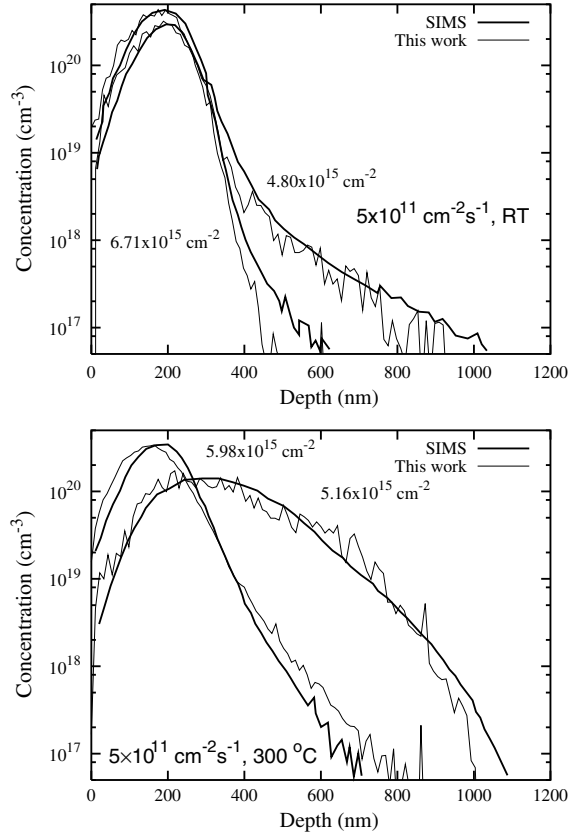 SIMS
This work
10^20
10^19
10^18
10^17
Concentration (cm^-3)
4.80x10^15 cm^-2
5x10^11 cm^-2s^-1, RT
6.71x10^15 cm^-2
0 200 400 600 800 1000 1200
Depth (nm)
5.98x10^15 cm^-2
SIMS
This work
5.16x10^15 cm^-2
10^20
10^19
10^18
10^17
Concentration (cm^-3)
5×10^11 cm^-2s^-1, 300 °C
0 200 400 600 800 1000 1200
Depth (nm)